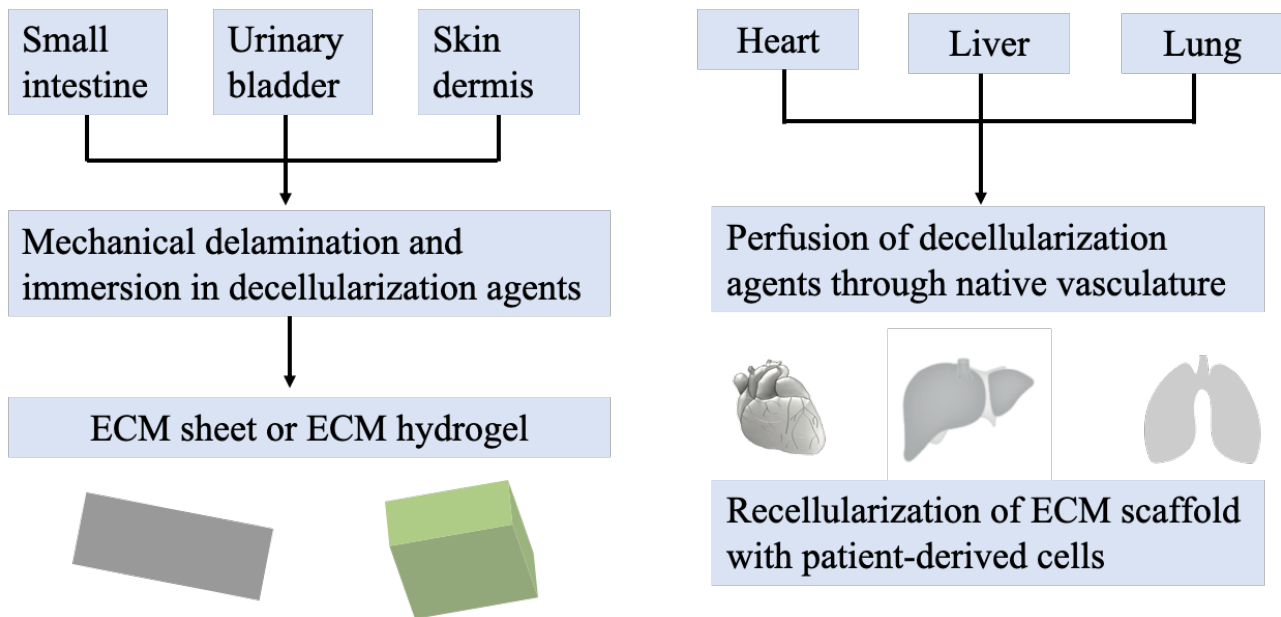 Small
intestine
Urinary
bladder
Skin
dermis
Mechanical delamination and
immersion in decellularization agents
ECM sheet or ECM hydrogel
Heart
Liver
Lung
Perfusion of decellularization
agents through native vasculature
Recellularization of ECM scaffold
with patient-derived cells